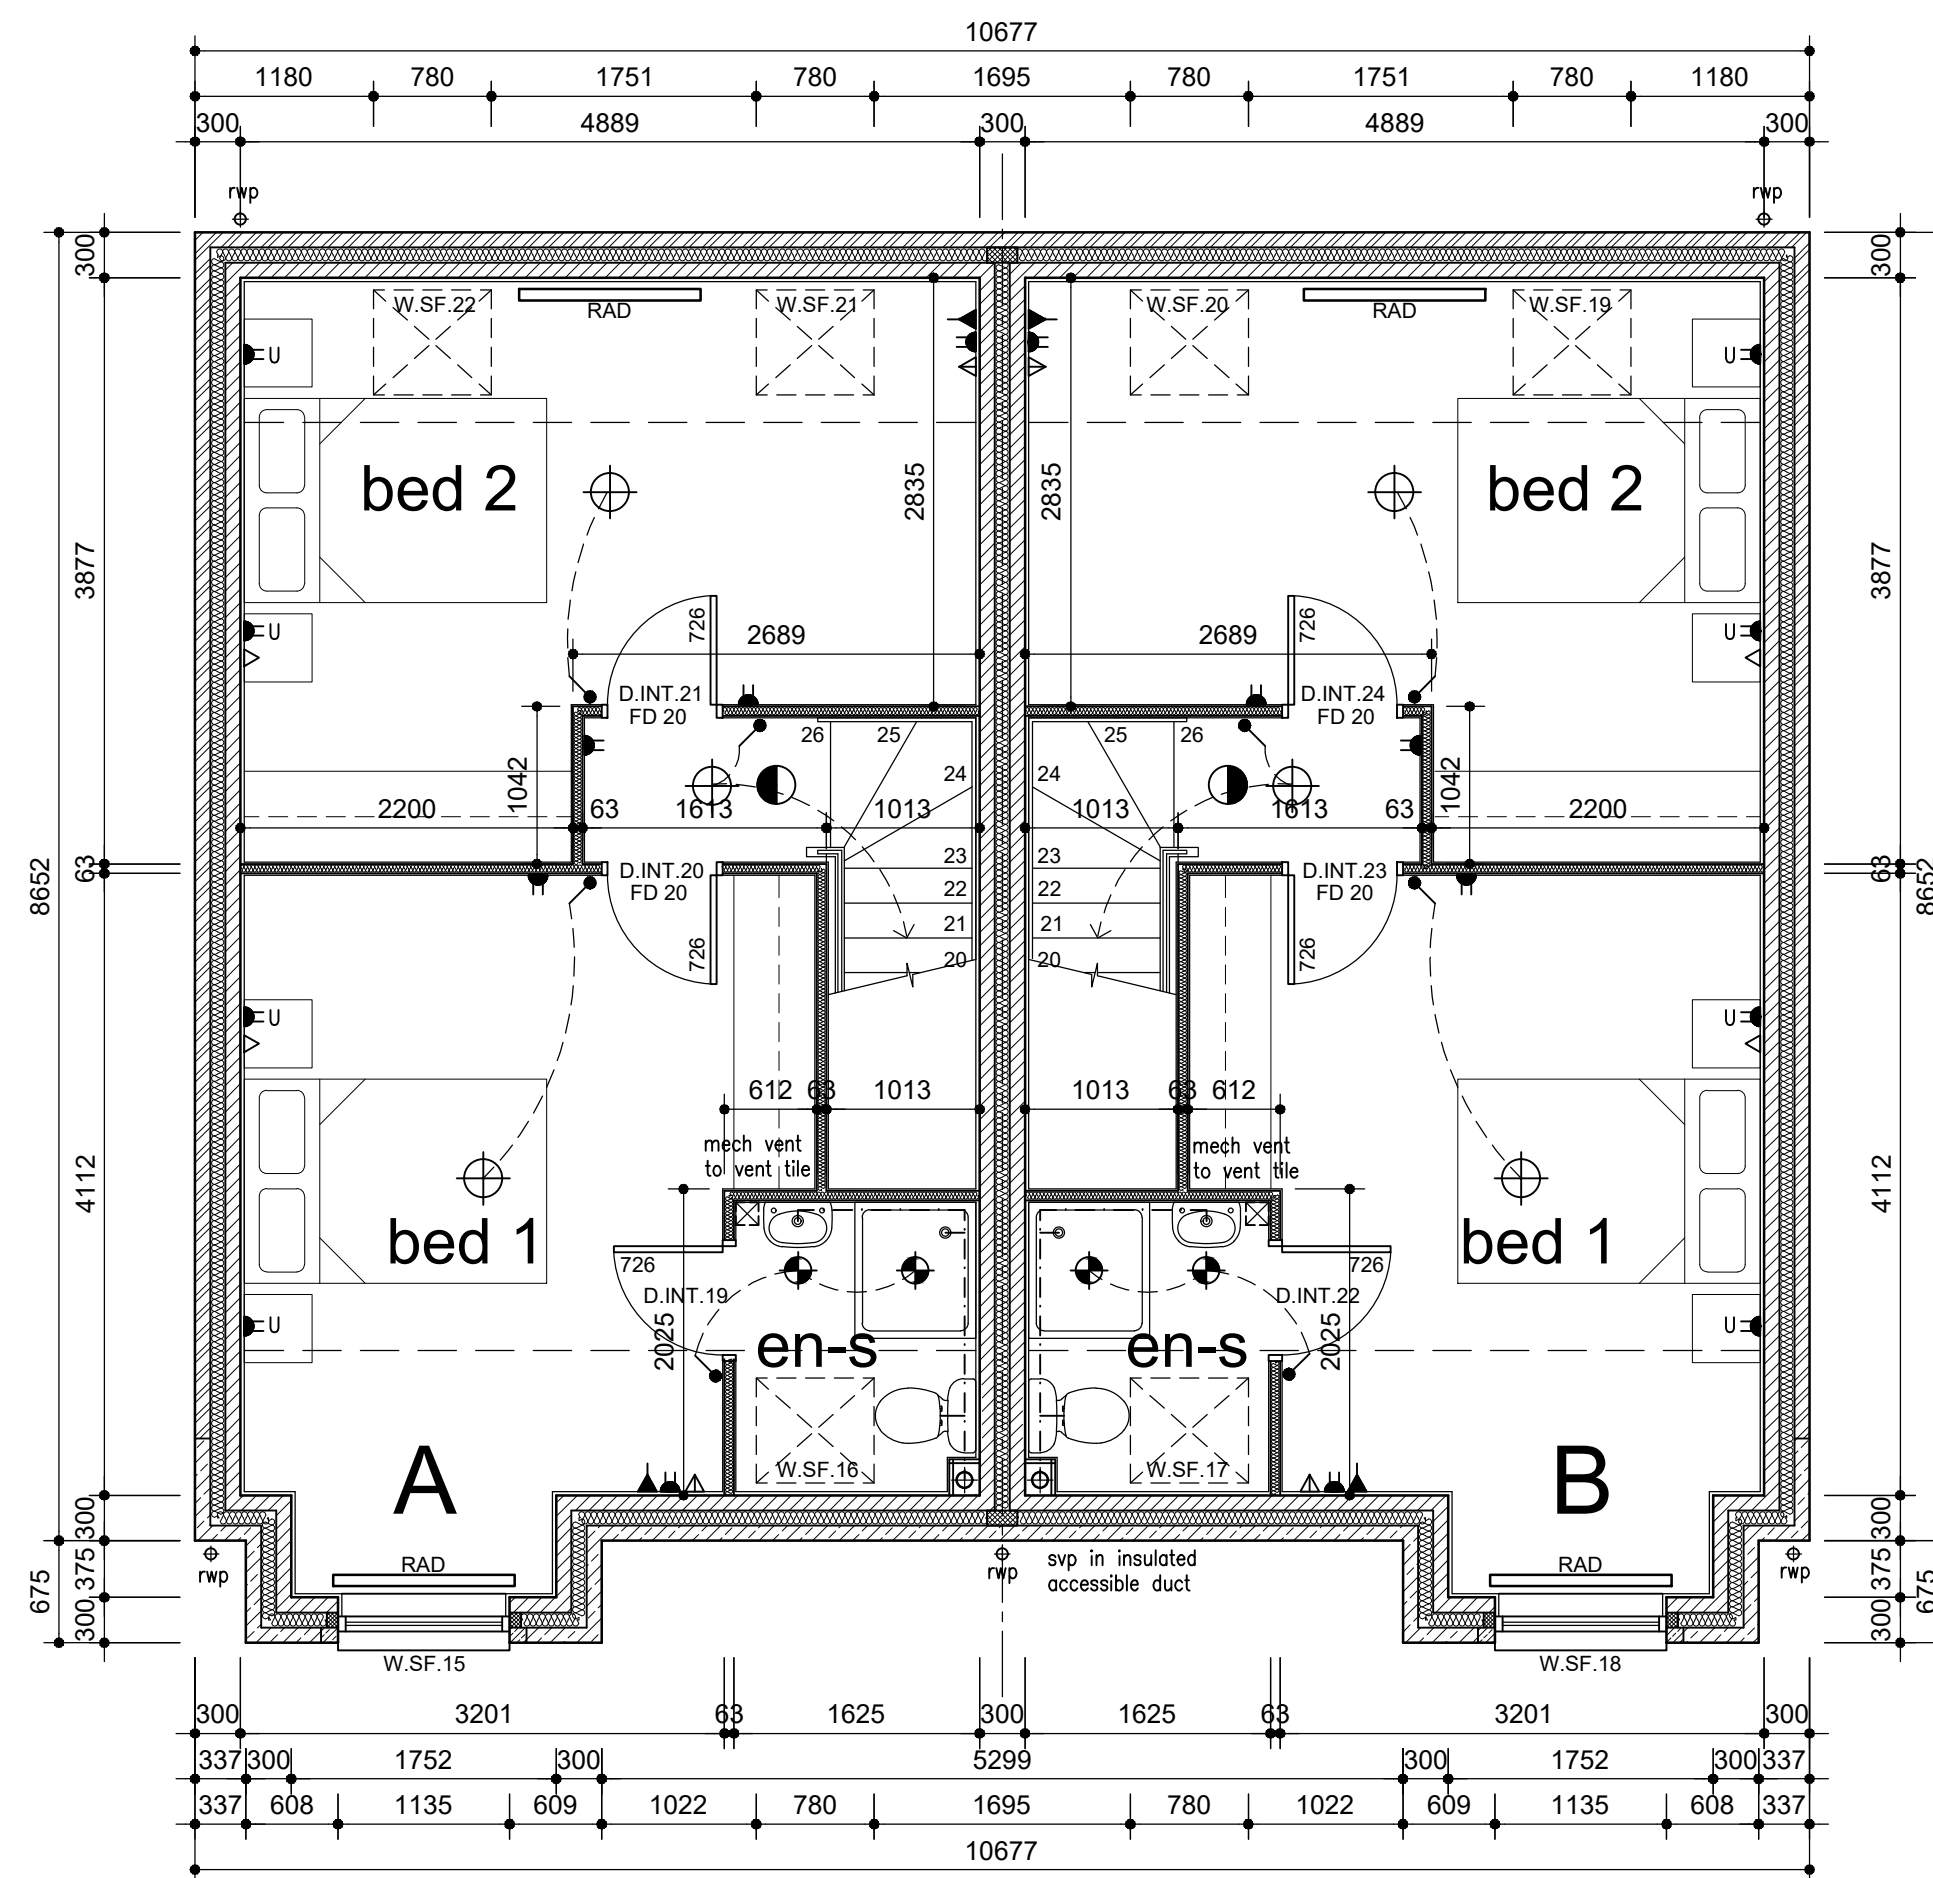 10677
1180 780 1751 780 1695 780 1751 780 1180
300 4889 300 4889 300
rwp rwp
300 300
W.SF.22 RAD W.SF.21 W.SF.20 RAD W.SF.19
U U
bed 2 bed 2
2835 2835
3877 3877
U U
726 726
2689 2689
D.INT.21 D.INT.24
FD 20 FD 20
26 25 25 26
24 24
1042 1042
2200 63 1613 1013 1013 1613 63 2200
23 23
63 63
8652 8652
D.INT.20 D.INT.23
FD 20 FD 20
22 22
21 21
20 20
726 726
U U
612 63 1013 1013 63 612
mech vent mech vent
to vent tile to vent tile
4112 4112
bed 1 bed 1
726 726
D.INT.19 D.INT.22
2025 2025
U U
en-s en-s
W.SF.16 W.SF.17
A B
300 300
RAD RAD
rwp rwp rwp
svp in insulated
accessible duct
375 375
675 675
300 300
W.SF.15 W.SF.18
300 3201 63 1625 300 1625 63 3201 300
337 300 1752 300 5299 300 1752 300 337
337 608 1135 609 1022 780 1695 780 1022 609 1135 608 337
10677